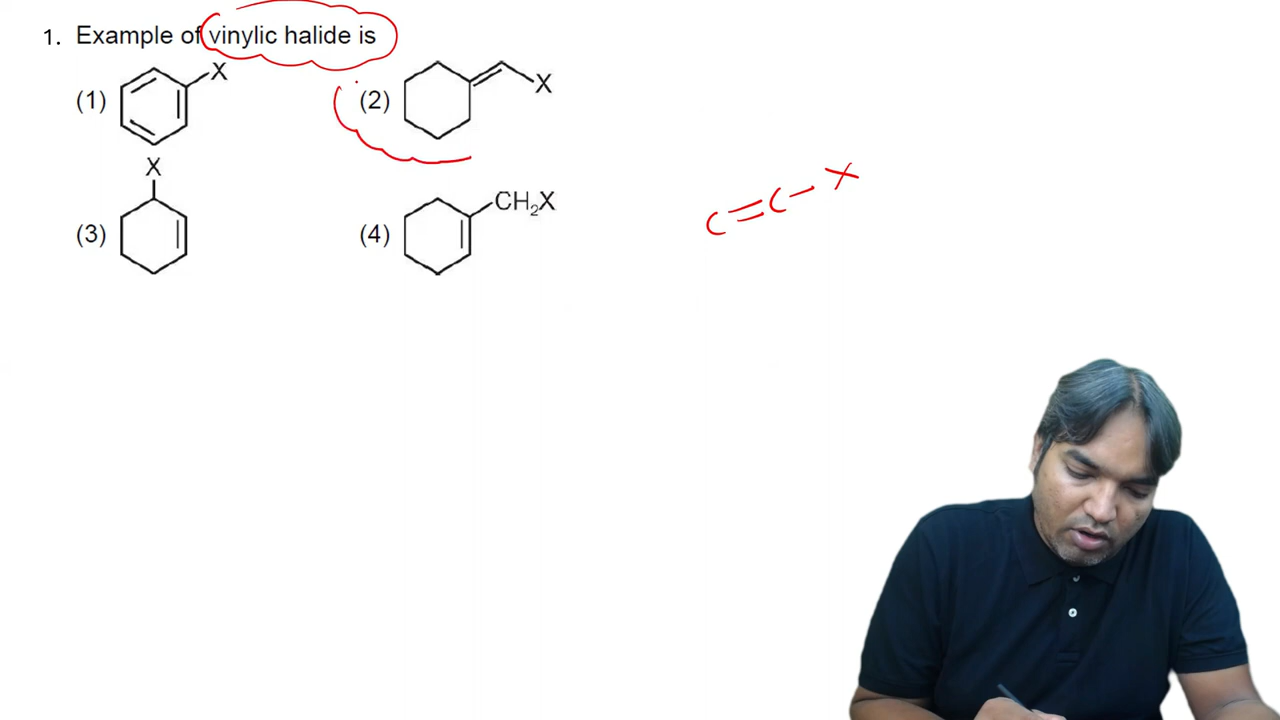 1. Example of vinylic halide is
(1) X (2) X
X
(3) (4) CH₂X
C=C-X